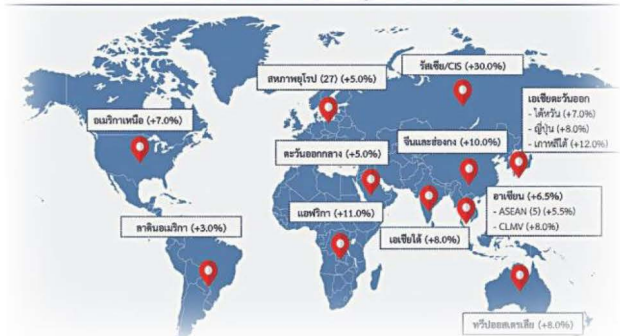 สหภาพยุโรป (27) (+5.0%)
รัสเซีย/CIS (+30.0%)
อเมริกาเหนือ (+7.0%)
เอเชียตะวันออก
- ไต้หวัน (+7.0%)
- ญี่ปุ่น (+8.0%)
- เกาหลีใต้ (+12.0%)
ตะวันออกกลาง (+5.0%)
จีนและฮ่องกง (+10.0%)
อาเซียน (+6.5%)
- ASEAN (5) (+5.5%)
- CLMV (+8.0%)
ลาตินอเมริกา (+3.0%)
แอฟริกา (+11.0%)
เอเชียใต้ (+8.0%)
ทวีปออสเตรเลีย (+8.0%)